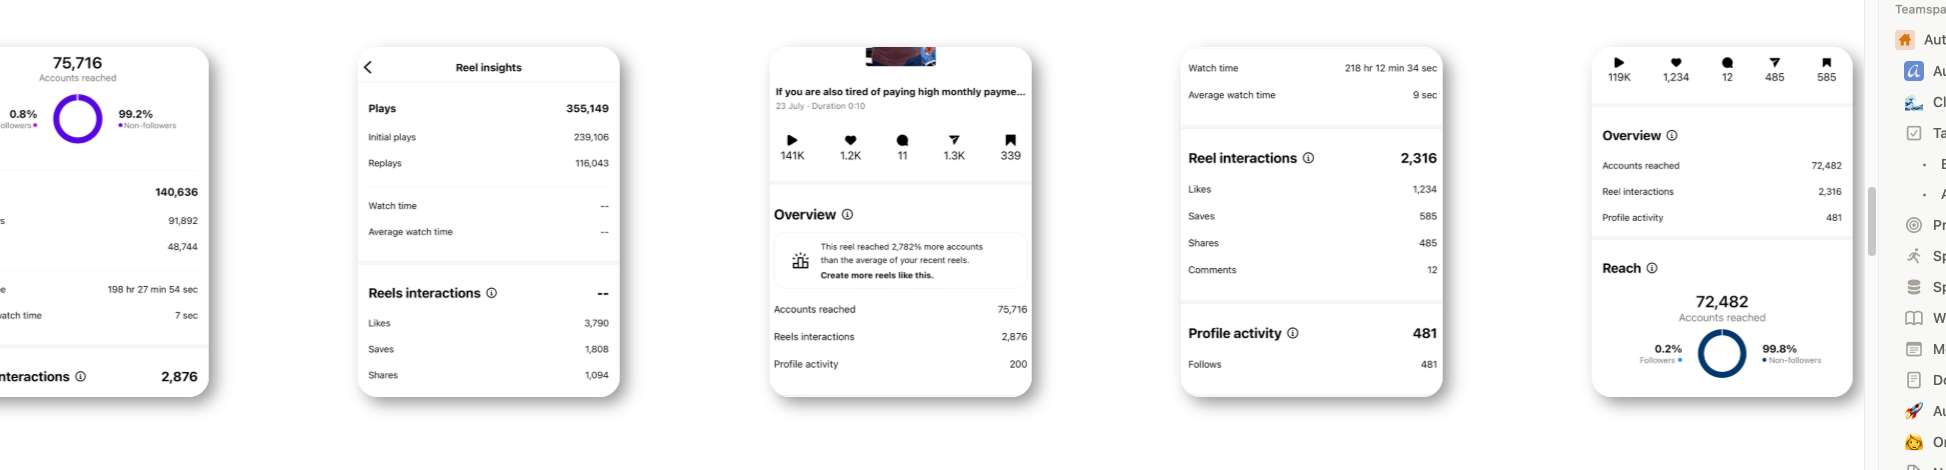 75,716
Accounts reached
0.8%
ollowers
99.2%
Non-followers
140,636
s 91,892
48,744
e 198 hr 27 min 54 sec
vatch time 7 sec
nteractions 2,876
Reel insights
Plays 355,149
Initial plays 239,106
Replays 116,043
Watch time --
Average watch time --
Reels interactions --
Likes 3,790
Saves 1,808
Shares 1,094
If you are also tired of paying high monthly payme...
23 July · Duration 0:10
141K 1.2K 11 1.3K 339
Overview
This reel reached 2,782% more accounts
than the average of your recent reels.
Create more reels like this.
Accounts reached 75,716
Reels interactions 2,876
Profile activity 200
Watch time 218 hr 12 min 34 sec
Average watch time 9 sec
Reel interactions 2,316
Likes 1,234
Saves 585
Shares 485
Comments 12
Profile activity 481
Follows 481
119K 1,234 12 485 585
Overview
Accounts reached 72,482
Reel interactions 2,316
Profile activity 481
Reach
72,482
Accounts reached
0.2%
Followers
99.8%
Non-followers
Teamspa
Aut
Au
Cl
Ta
Pr
Sp
Sp
W
Me
Do
Au
On